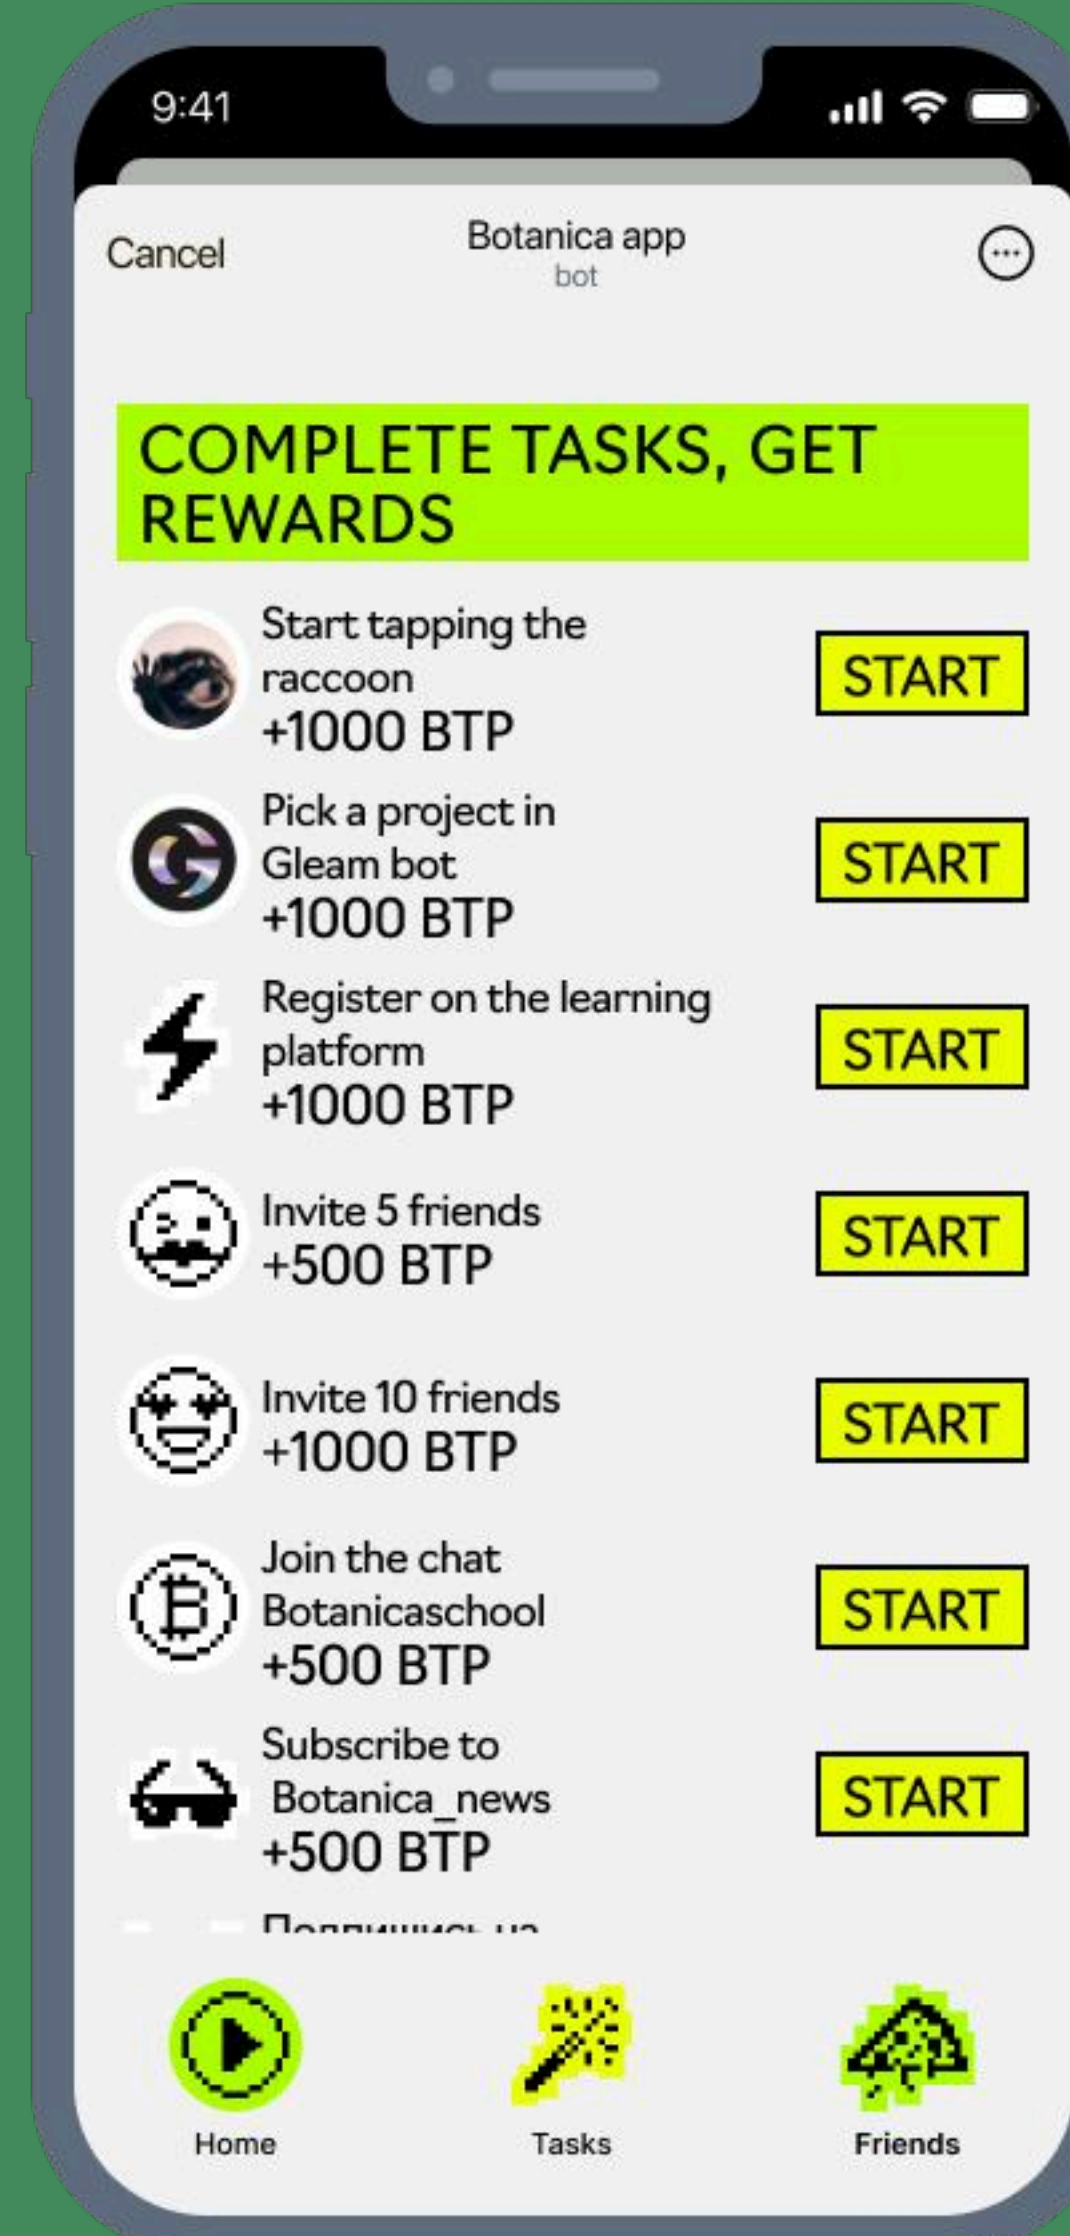 9:41
Cancel
Botanica app
bot
COMPLETE TASKS, GET
REWARDS
Start tapping the
raccoon
+1000 BTP
START
Pick a project in
Gleam bot
+1000 BTP
START
Register on the learning
platform
+1000 BTP
START
Invite 5 friends
+500 BTP
START
Invite 10 friends
+1000 BTP
START
Join the chat
Botanicaschool
+500 BTP
START
Subscribe to
Botanica_news
+500 BTP
START
Подпишись на
Home
Tasks
Friends